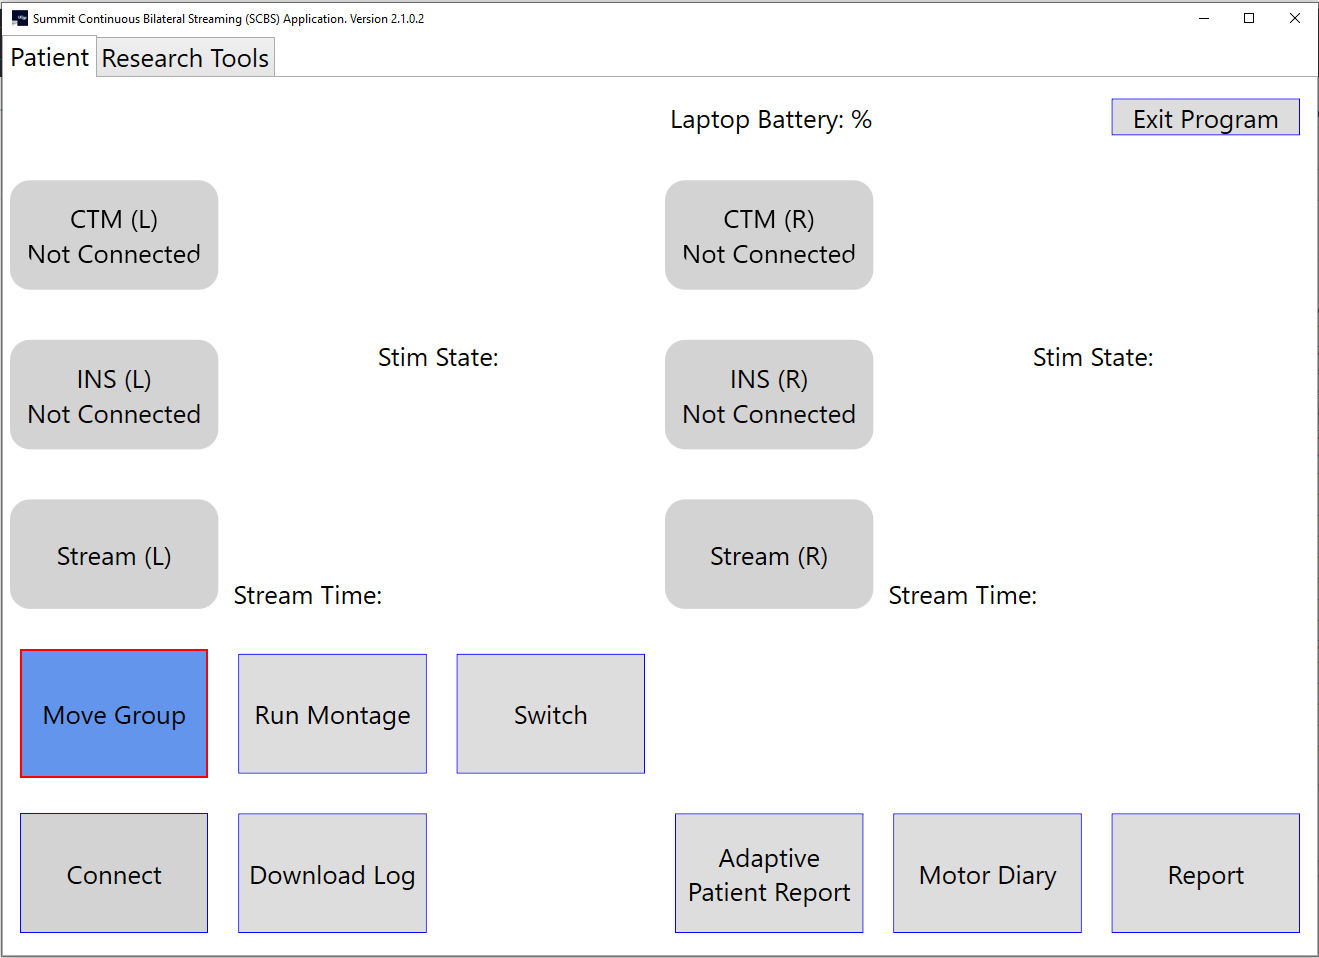 Summit Continuous Bilateral Streaming (SCBS) Application. Version 2.1.0.2
Patient
Research Tools
Laptop Battery: %
Exit Program
CTM (L)
Not Connected
CTM (R)
Not Connected
INS (L)
Not Connected
Stim State:
INS (R)
Not Connected
Stim State:
Stream (L)
Stream Time:
Stream (R)
Stream Time:
Move Group
Run Montage
Switch
Connect
Download Log
Adaptive
Patient Report
Motor Diary
Report